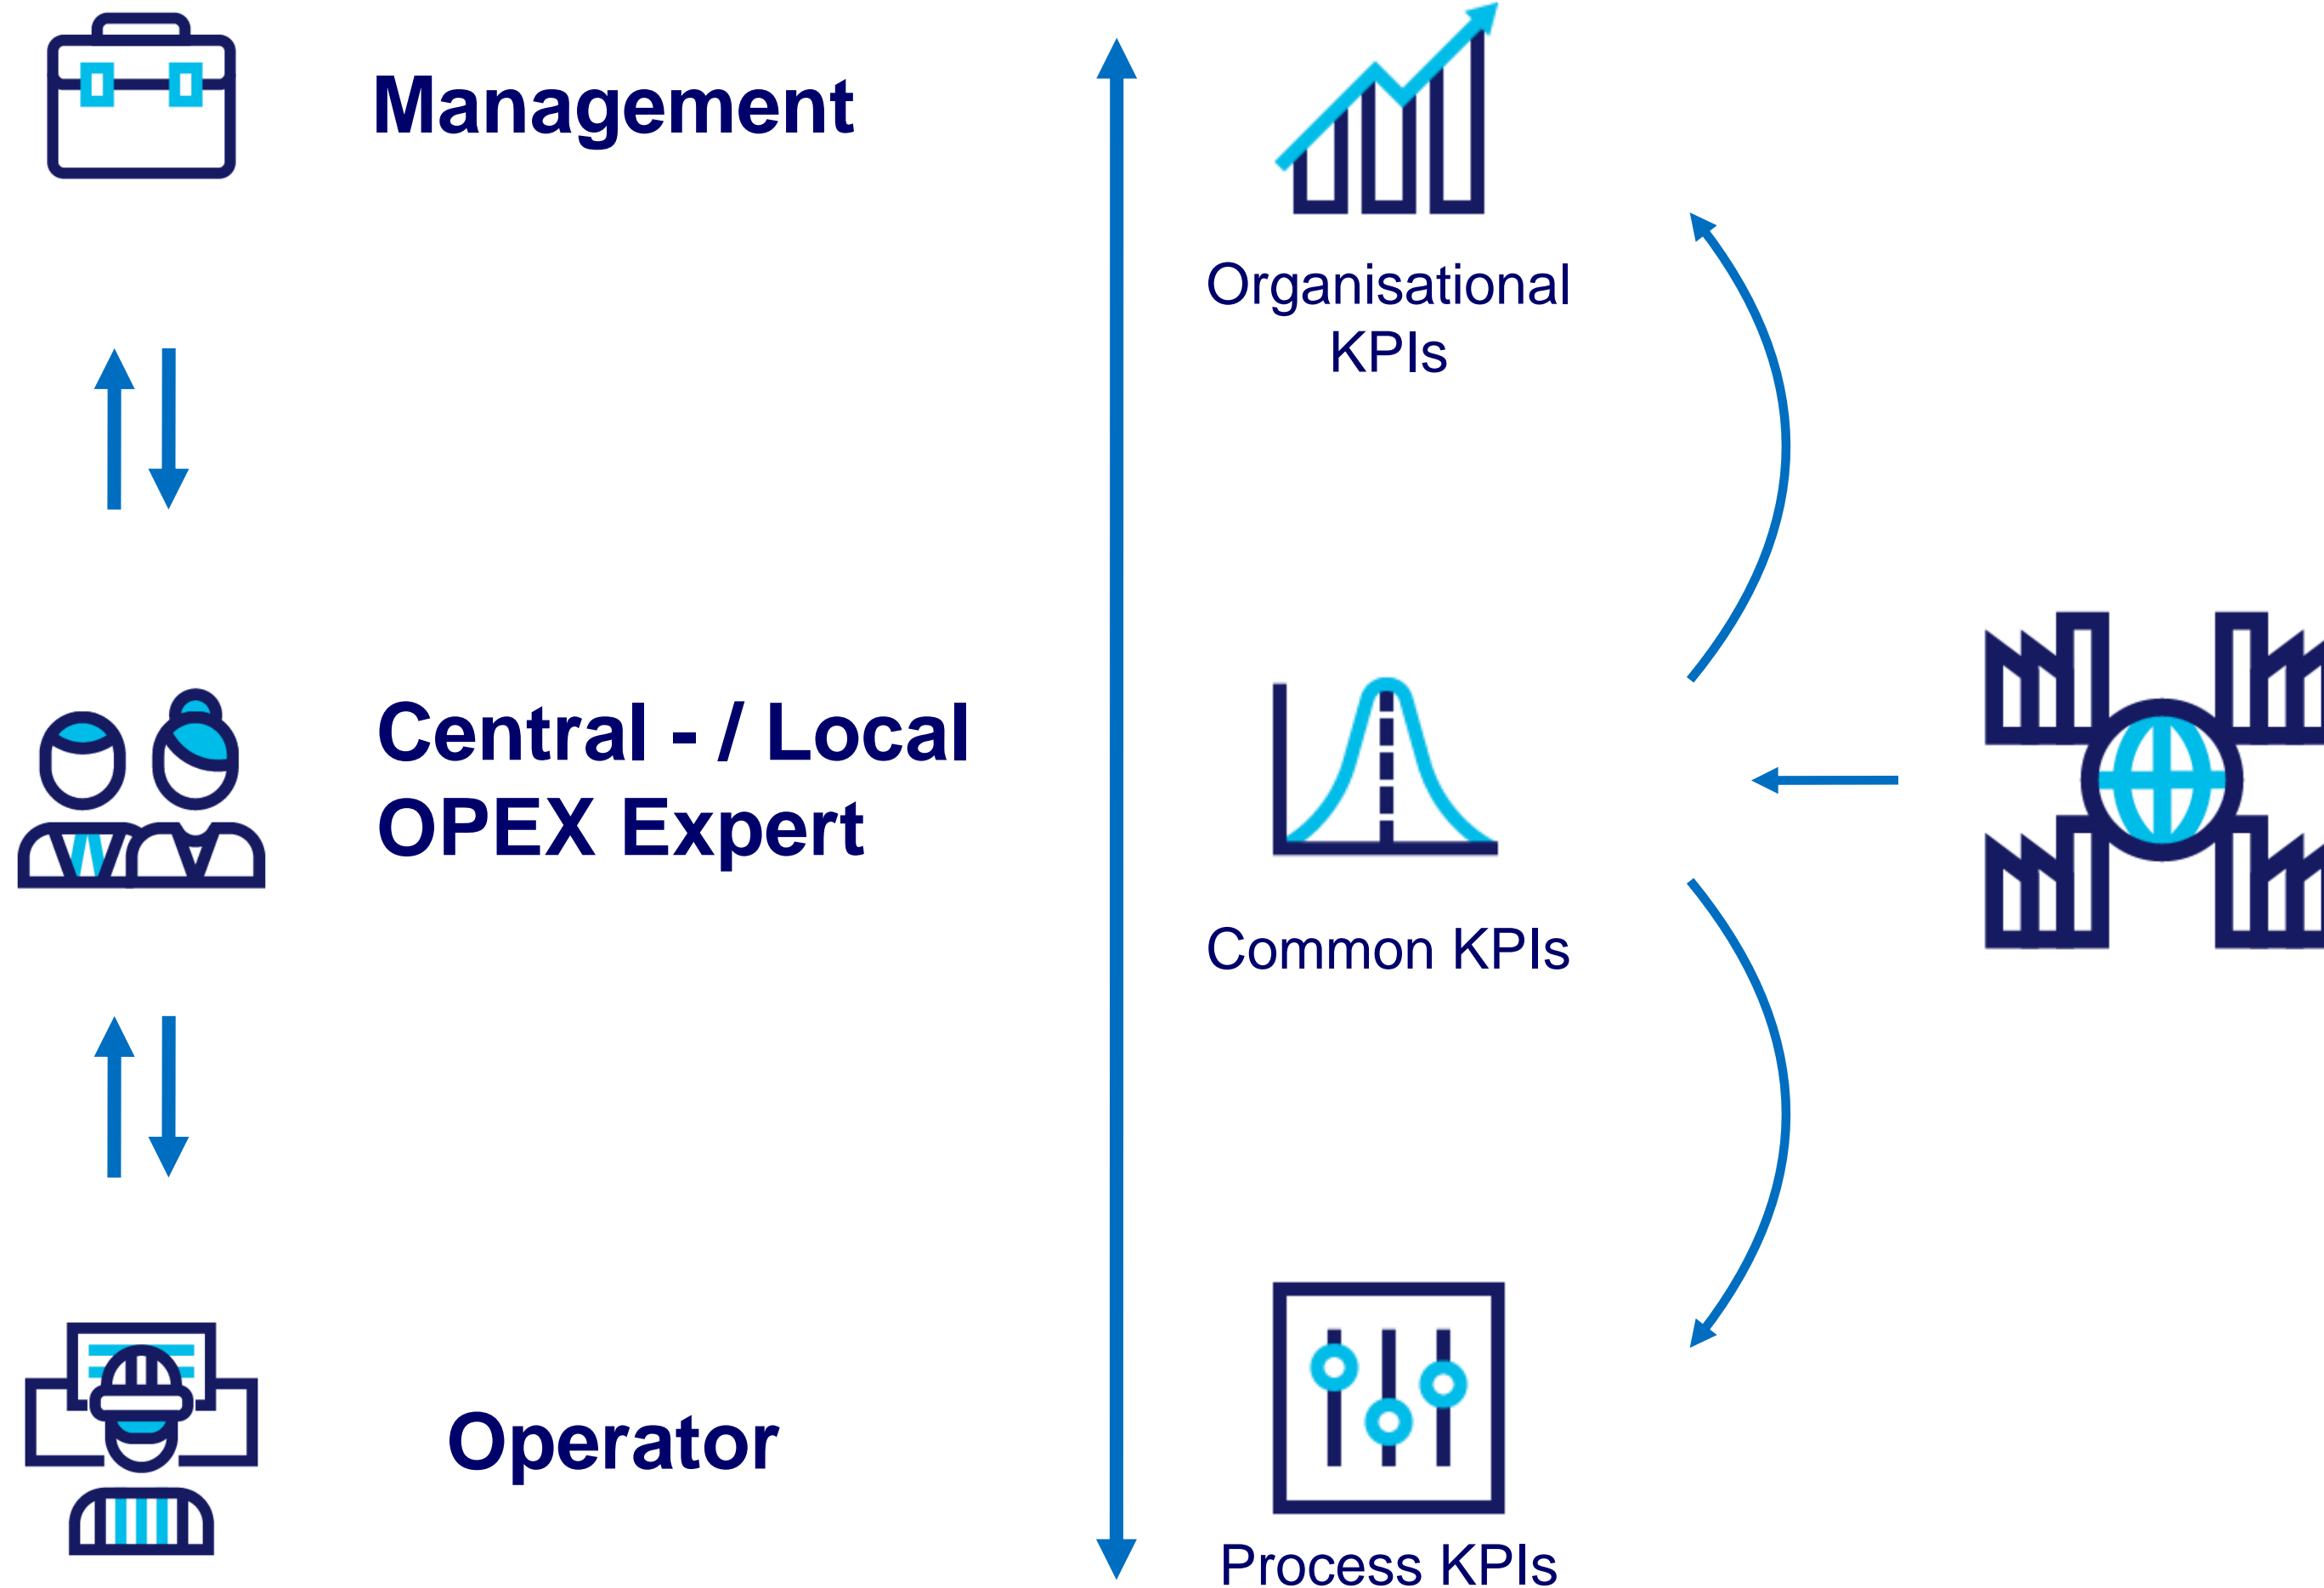 Management
Organisational
KPIs
Central - / Local
OPEX Expert
Common KPIs
Operator
Process KPIs